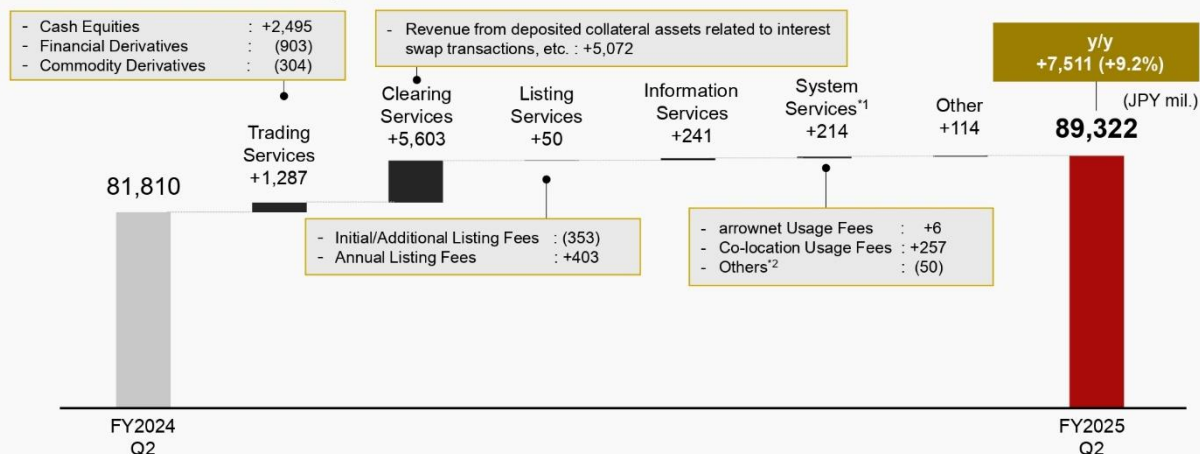 - Cash Equities : +2,495
- Financial Derivatives : (903)
- Commodity Derivatives : (304)
- Revenue from deposited collateral assets related to interest
swap transactions, etc. : +5,072
y/y
+7,511 (+9.2%)
(JPY mil.)
Trading
Services
+1,287
Clearing
Services
+5,603
Listing
Services
+50
Information
Services
+241
System
Services*1
+214
Other
+114
89,322
81,810
- Initial/Additional Listing Fees : (353)
- Annual Listing Fees : +403
- arrownet Usage Fees : +6
- Co-location Usage Fees : +257
- Others*2 : (50)
FY2024
Q2
FY2025
Q2